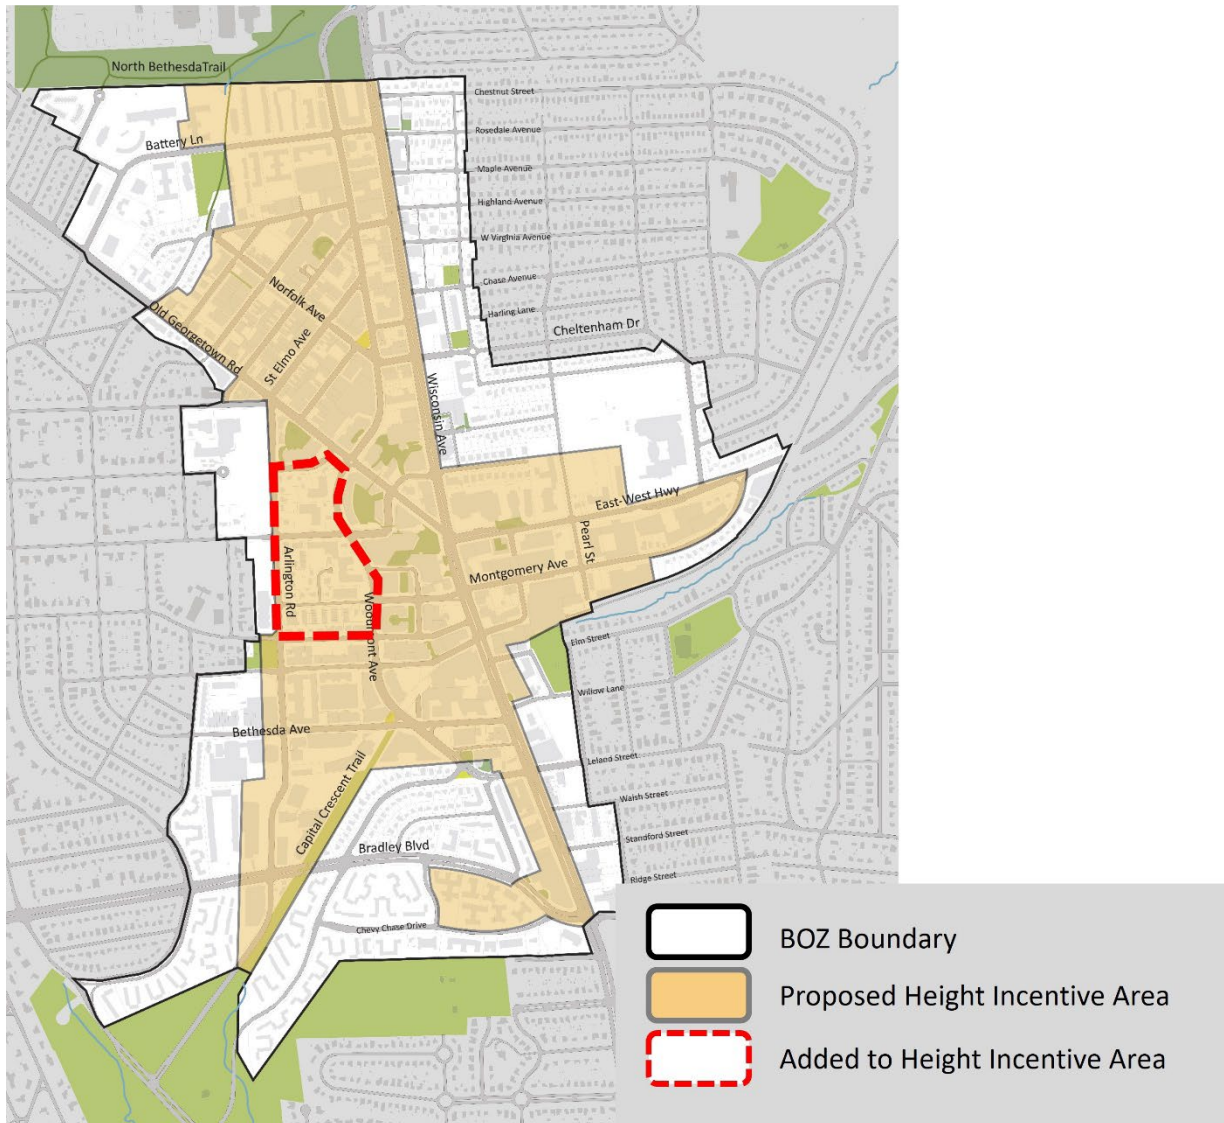 North BethesdaTrail
Chestnut Street
Rosedale Avenue
Battery Ln
Maple Avenue
Highland Avenue
W Virginia Avenue
Chase Avenue
Norfolk Ave
Harling Lane
Old Georgetown Rd
Cheltenham Dr
St Elmo Ave
Wisconsin Ave
East-West Hwy
Pearl St
Arlington Rd
Montgomery Ave
Woodmont Ave
Elm Street
Willow Lane
Bethesda Ave
Leland Street
Capital Crescent Trail
Walsh Street
Standford Street
Bradley Blvd
Ridge Street
Chevy Chase Drive
BOZ Boundary
Proposed Height Incentive Area
Added to Height Incentive Area